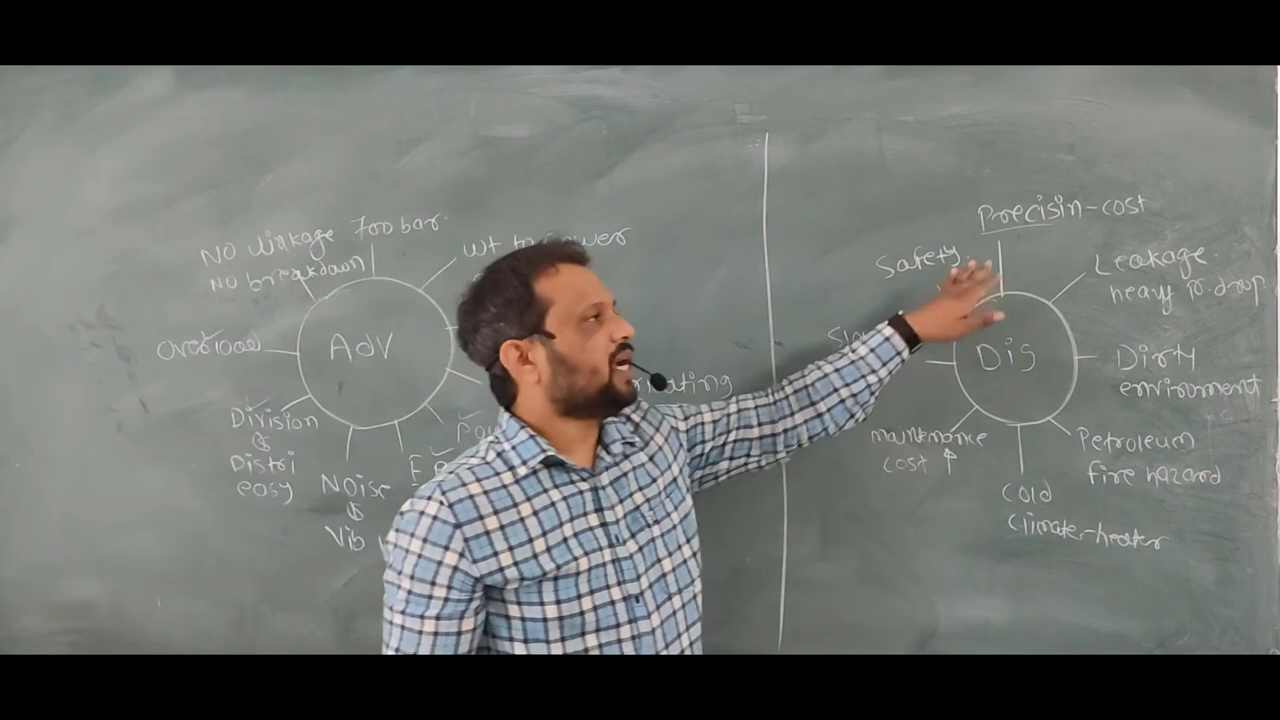 NO linkage 700 bar
NO breakdown
wt to power
Adv
overload
Division
&
Distri
easy
NOise
&
Vib
Precisin-cost
Safety
Leakage
heavy P.drop
Dis
Dirty
environment
maintenance
cost ↑
Petroleum
fire hazard
Cold
Climate-heater